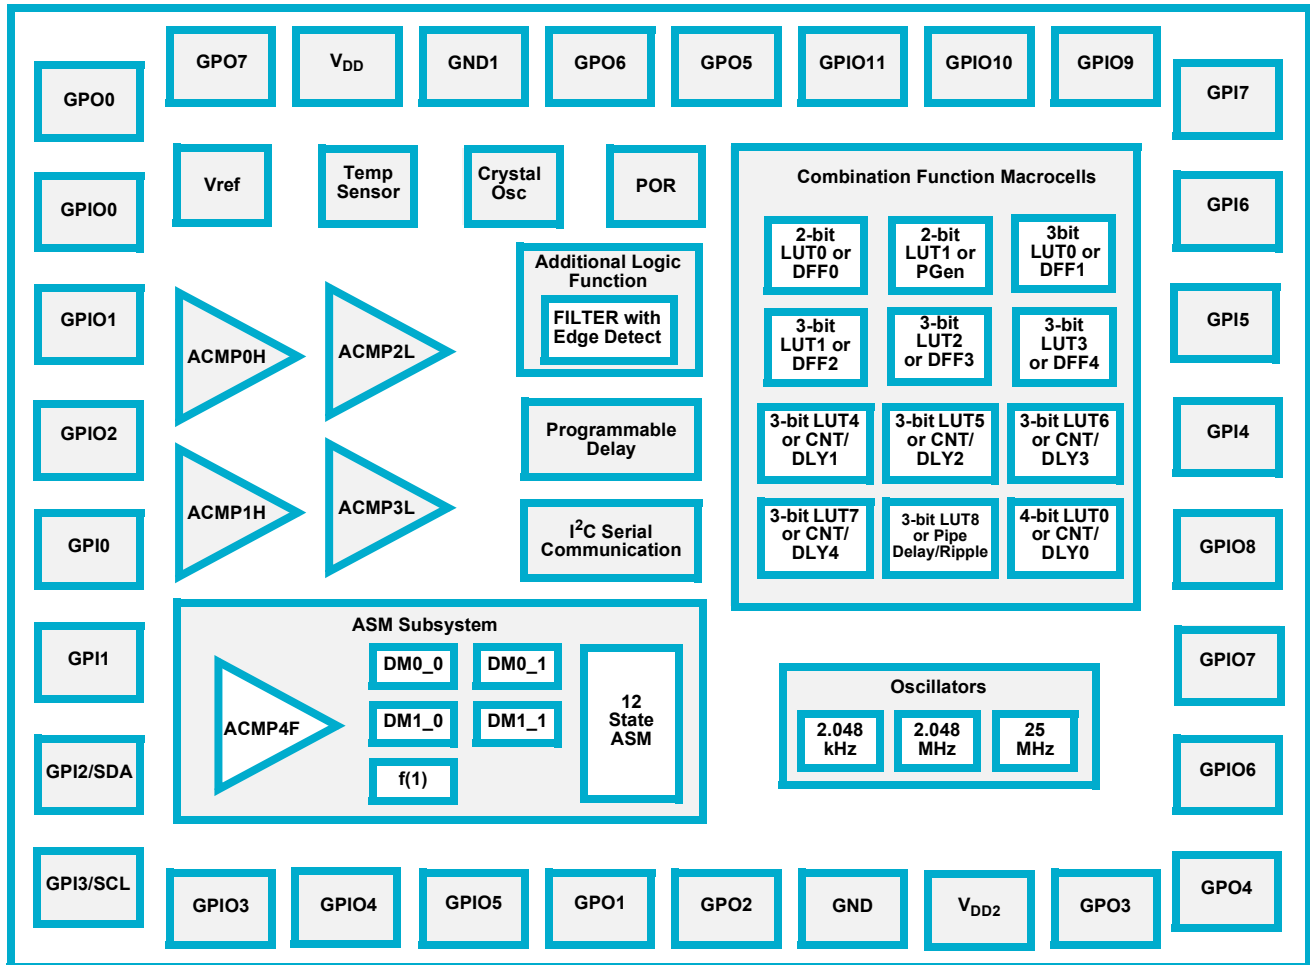 GPO7
VDD
GND1
GPO6
GPO5
GPIO11
GPIO10
GPIO9
GPO0
GPIO0
GPIO1
GPIO2
GPI0
GPI1
GPI2/SDA
GPI3/SCL
Vref
Temp
Sensor
Crystal
Osc
POR
ACMP0H
ACMP2L
ACMP1H
ACMP3L
Additional Logic
Function
FILTER with
Edge Detect
Programmable
Delay
I2C Serial
Communication
Combination Function Macrocells
2-bit
LUT0 or
DFF0
2-bit
LUT1 or
PGen
3bit
LUT0 or
DFF1
3-bit
LUT1 or
DFF2
3-bit
LUT2
or DFF3
3-bit
LUT3
or DFF4
3-bit LUT4
or CNT/
DLY1
3-bit LUT5
or CNT/
DLY2
3-bit LUT6
or CNT/
DLY3
3-bit LUT7
or CNT/
DLY4
3-bit LUT8
or Pipe
Delay/Ripple
4-bit LUT0
or CNT/
DLY0
ASM Subsystem
ACMP4F
DM0_0
DM0_1
DM1_0
DM1_1
f(1)
12
State
ASM
Oscillators
2.048
kHz
2.048
MHz
25
MHz
GPI7
GPI6
GPI5
GPI4
GPIO8
GPIO7
GPIO6
GPO4
GPIO3
GPIO4
GPIO5
GPO1
GPO2
GND
VDD2
GPO3